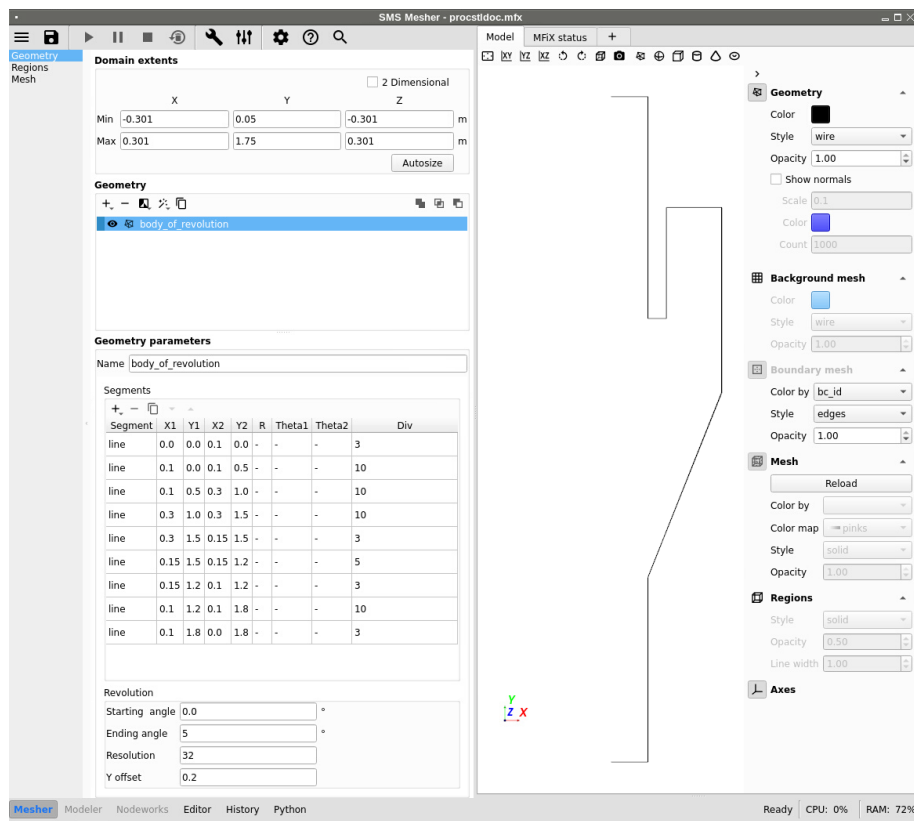 SMS Mesher - procstldoc.mfx
Geometry
Regions
Mesh
Domain extents
2 Dimensional
X Y Z
Min -0.301 0.05 -0.301 m
Max 0.301 1.75 0.301 m
Autosize
Geometry
body_of_revolution
Geometry parameters
Name body_of_revolution
Segments
Segment X1 Y1 X2 Y2 R Theta1 Theta2 Div
line 0.0 0.0 0.1 0.0 - - - 3
line 0.1 0.0 0.1 0.5 - - - 10
line 0.1 0.5 0.3 1.0 - - - 10
line 0.3 1.0 0.3 1.5 - - - 10
line 0.3 1.5 0.15 1.5 - - - 3
line 0.15 1.5 0.15 1.2 - - - 5
line 0.15 1.2 0.1 1.2 - - - 3
line 0.1 1.2 0.1 1.8 - - - 10
line 0.1 1.8 0.0 1.8 - - - 3
Revolution
Starting angle 0.0 °
Ending angle 5 °
Resolution 32
Y offset 0.2
Model MFiX status +
XY YZ XZ
Y
Z X
Geometry
Color
Style wire
Opacity 1.00
Show normals
Scale 0.1
Color
Count 1000
Background mesh
Color
Style wire
Opacity 1.00
Boundary mesh
Color by bc_id
Style edges
Opacity 1.00
Mesh
Reload
Color by
Color map pinks
Style solid
Opacity 1.00
Regions
Style solid
Opacity 0.50
Line width 1.00
Axes
Mesher Modeler Nodeworks Editor History Python Ready CPU: 0% RAM: 72%